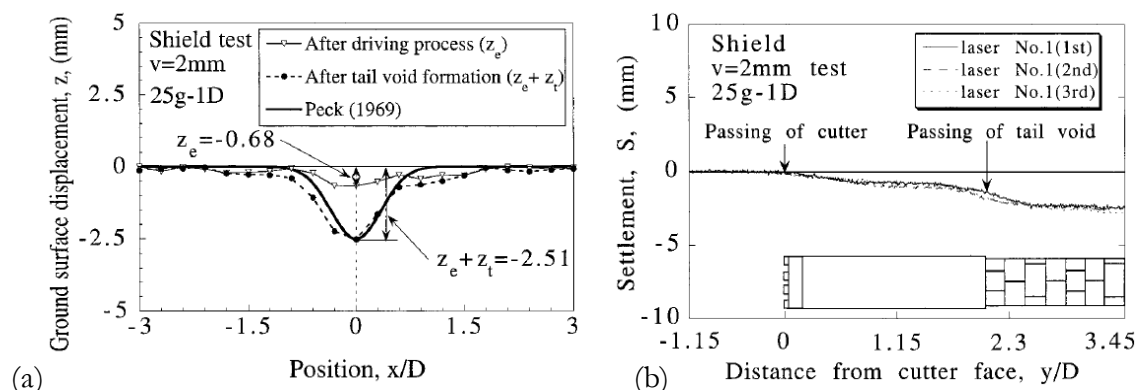 5
2.5
0
-2.5
-5
Ground surface displacement, z, (mm)
Shield test
v=2mm
25g-1D
After driving process (ze)
After tail void formation (ze + zt)
Peck (1969)
ze=-0.68
ze + zt=-2.51
-3 -1.5 0 1.5 3
Position, x/D
(a)
10
5
0
-5
-10
Settlement, S, (mm)
Shield
v=2mm test
25g-1D
laser No.1(1st)
laser No.1(2nd)
laser No.1(3rd)
Passing of cutter
Passing of tail void
-1.15 0 1.15 2.3 3.45
Distance from cutter face, y/D
(b)